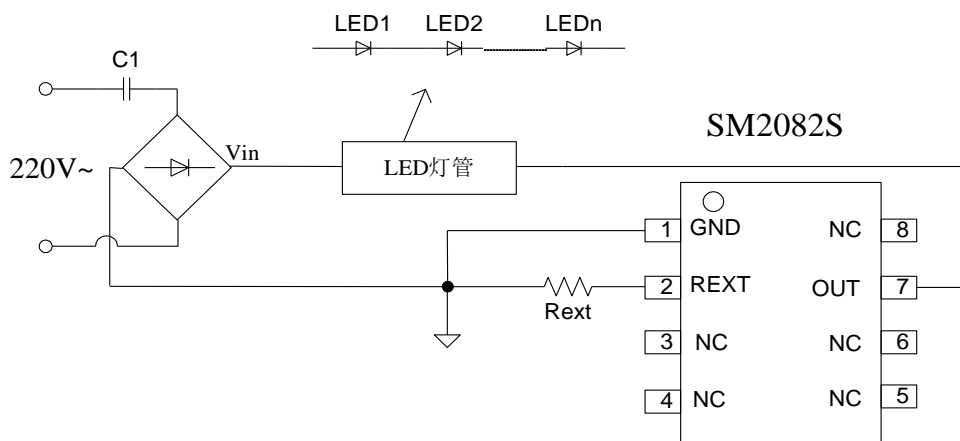 LED1 LED2 LEDn
C1
SM2082S
220V~
Vin
LED灯管
1 GND NC 8
2 REXT OUT 7
Rext
3 NC NC 6
4 NC NC 5